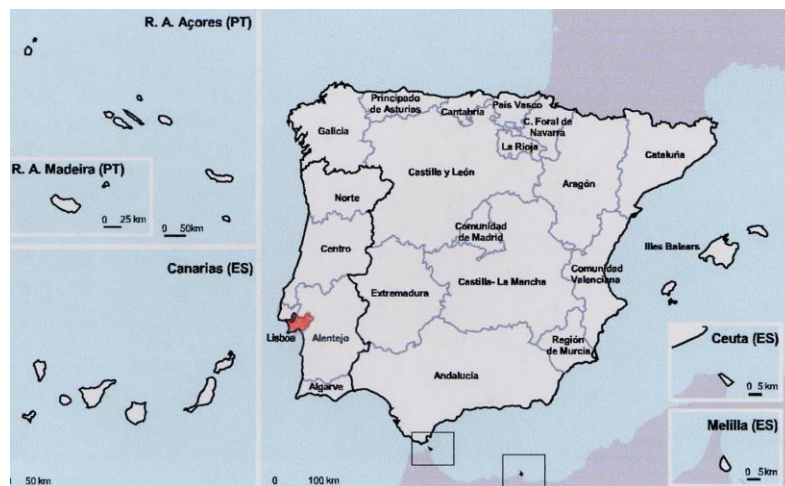 R. A. Açores (PT)
R. A. Madeira (PT)
0 25 km
0 50km
Canarias (ES)
50 km
Principado
de Asturias
Cantabria
País Vasco
C. Foral de
Navarra
Galicia
La Rioja
Cataluña
Castilla y León
Aragón
Norte
Comunidad
de Madrid
Centro
Illes Balears
Comunidad
Valenciana
Castilla- La Mancha
Extremadura
Lisboa
Alentejo
Región
de Murcia
Andalucía
Algarve
0 100 km
Ceuta (ES)
0 5km
Melilla (ES)
0 5km